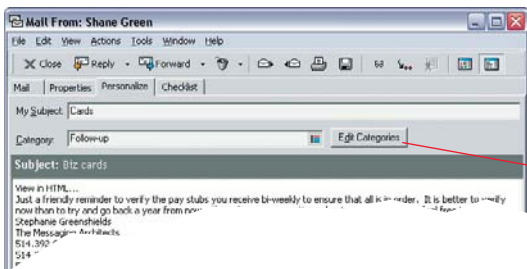 Mail From: Shane Green
File Edit View Actions Tools Window Help
Close Reply Forward
Mail Properties Personalize Checklist
My Subject: Cards
Category: Follow-up Edit Categories
Subject: Biz cards
View in HTML...
Just a friendly reminder to verify the pay stubs you receive bi-weekly to ensure that all is in order. It is better to verify
now than to try and go back a year from now
Stephanie Greenshields
The Messaging Architects
514.392
514